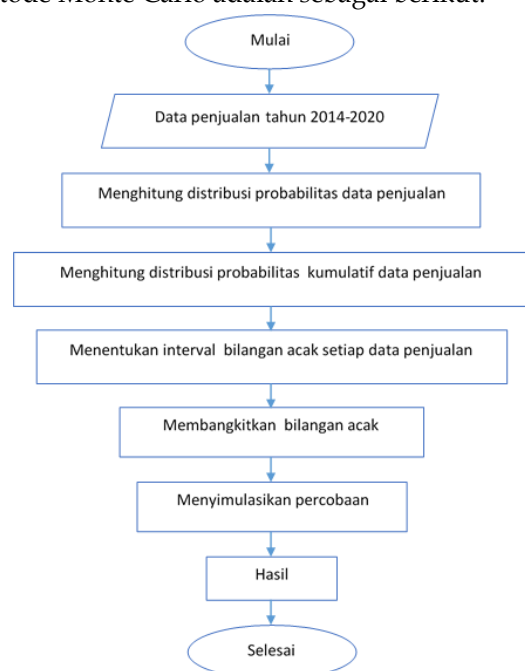 tode Monte Carlo adalah sebagai berikut.
Mulai
Data penjualan tahun 2014-2020
Menghitung distribusi probabilitas data penjualan
Menghitung distribusi probabilitas kumulatif data penjualan
Menentukan interval bilangan acak setiap data penjualan
Membangkitkan bilangan acak
Menyimulasikan percobaan
Hasil
Selesai